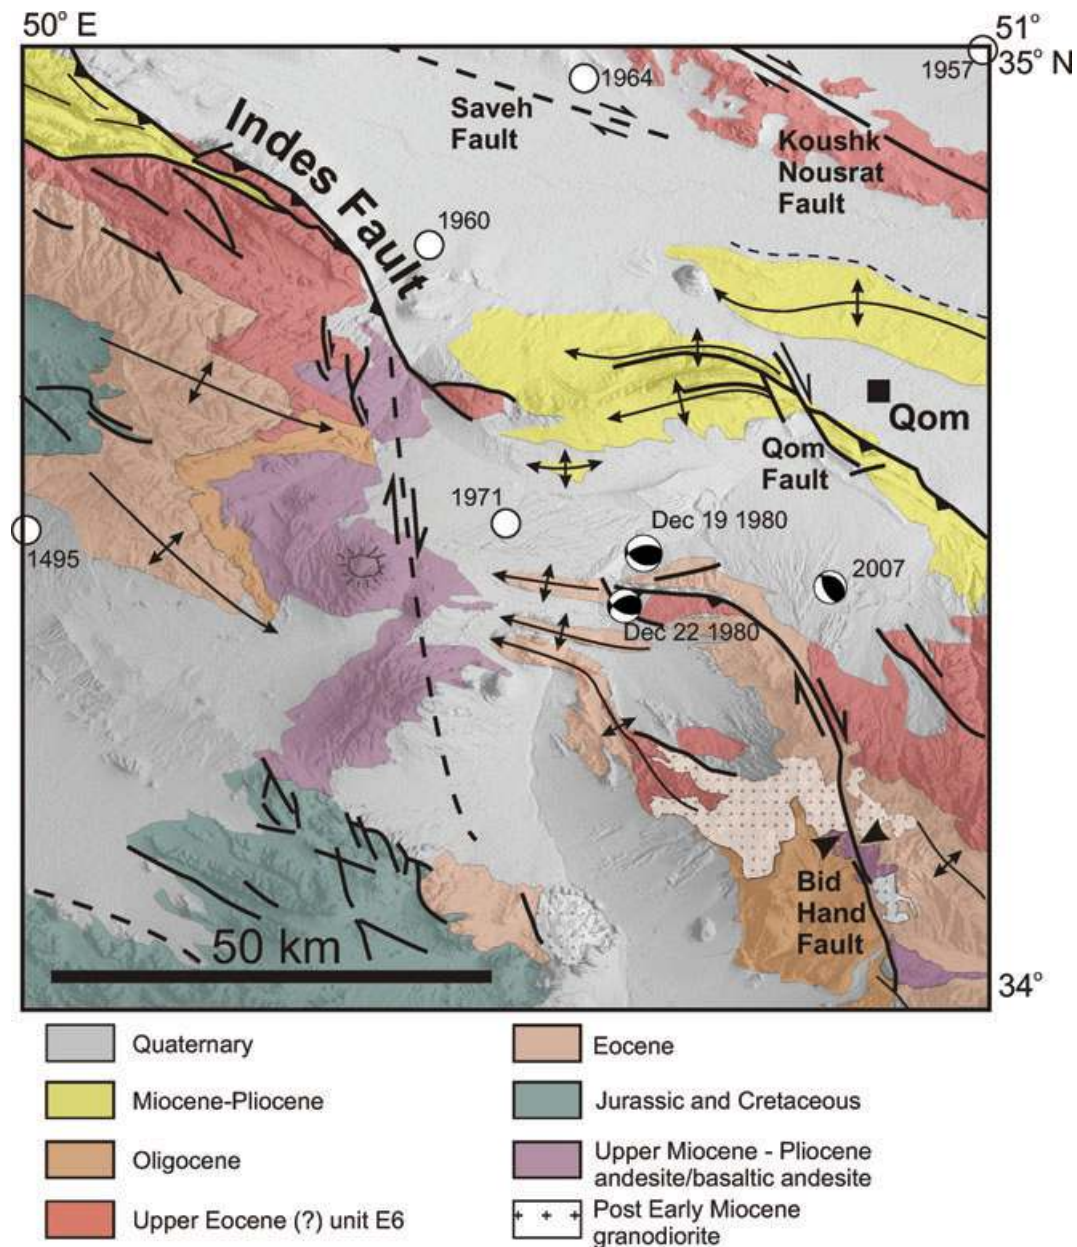 50° E
51°
35° N
1957
1964
Saveh
Fault
Koushk
Nousrat
Fault
Indes Fault
1960
Qom
Qom
Fault
1971
Dec 19 1980
1495
2007
Dec 22 1980
Bid
Hand
Fault
50 km
34°
Quaternary
Eocene
Miocene-Pliocene
Jurassic and Cretaceous
Oligocene
Upper Miocene - Pliocene
andesite/basaltic andesite
Upper Eocene (?) unit E6
Post Early Miocene
granodiorite